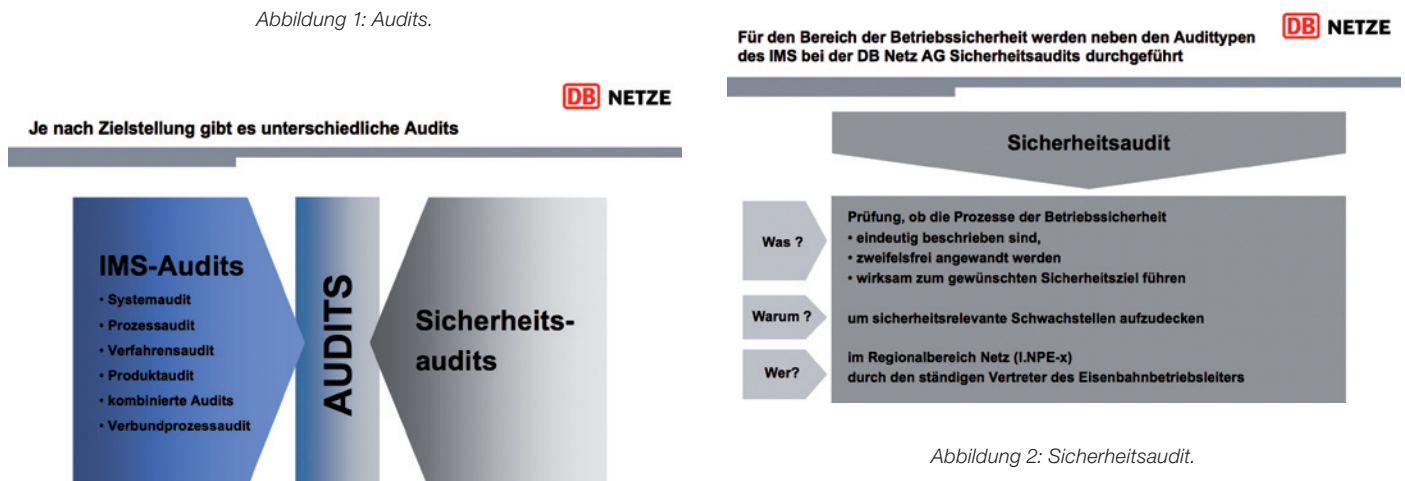 Abbildung 1: Audits.
DB NETZE
Je nach Zielstellung gibt es unterschiedliche Audits
IMS-Audits
• Systemaudit
• Prozessaudit
• Verfahrensaudit
• Produktaudit
• kombinierte Audits
• Verbundprozessaudit
AUDITS
Sicherheits-
audits
DB NETZE
Für den Bereich der Betriebssicherheit werden neben den Audittypen
des IMS bei der DB Netz AG Sicherheitsaudits durchgeführt
Sicherheitsaudit
Was ?
Prüfung, ob die Prozesse der Betriebssicherheit
• eindeutig beschrieben sind,
• zweifelsfrei angewandt werden
• wirksam zum gewünschten Sicherheitsziel führen
Warum ?
um sicherheitsrelevante Schwachstellen aufzudecken
Wer?
im Regionalbereich Netz (I.NPE-x)
durch den ständigen Vertreter des Eisenbahnbetriebsleiters
Abbildung 2: Sicherheitsaudit.